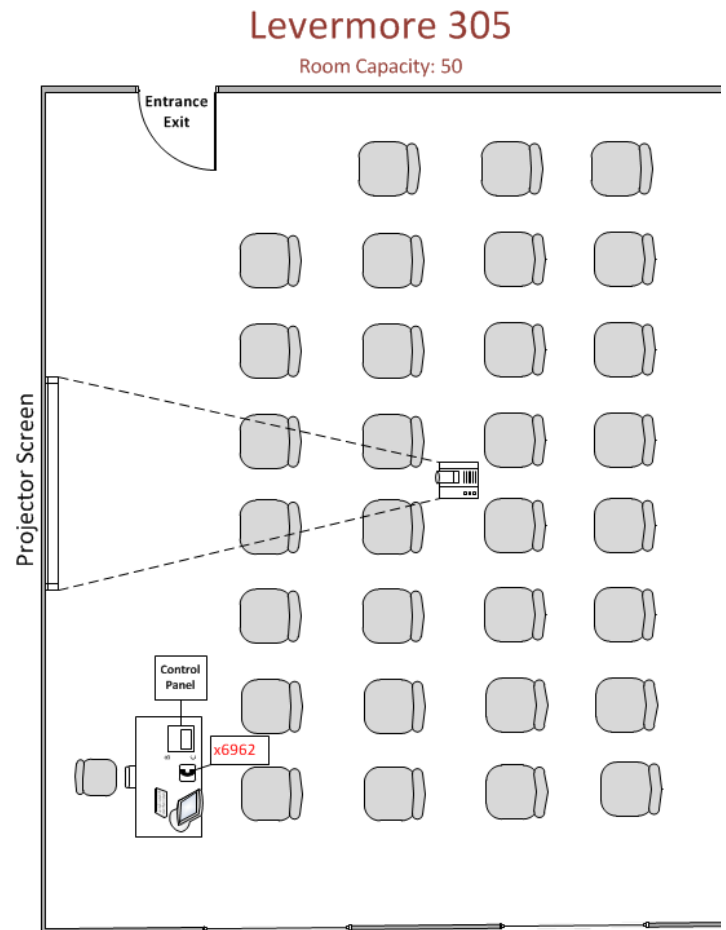 Levermore 305
Room Capacity: 50
Entrance
Exit
Projector Screen
Control
Panel
x6962